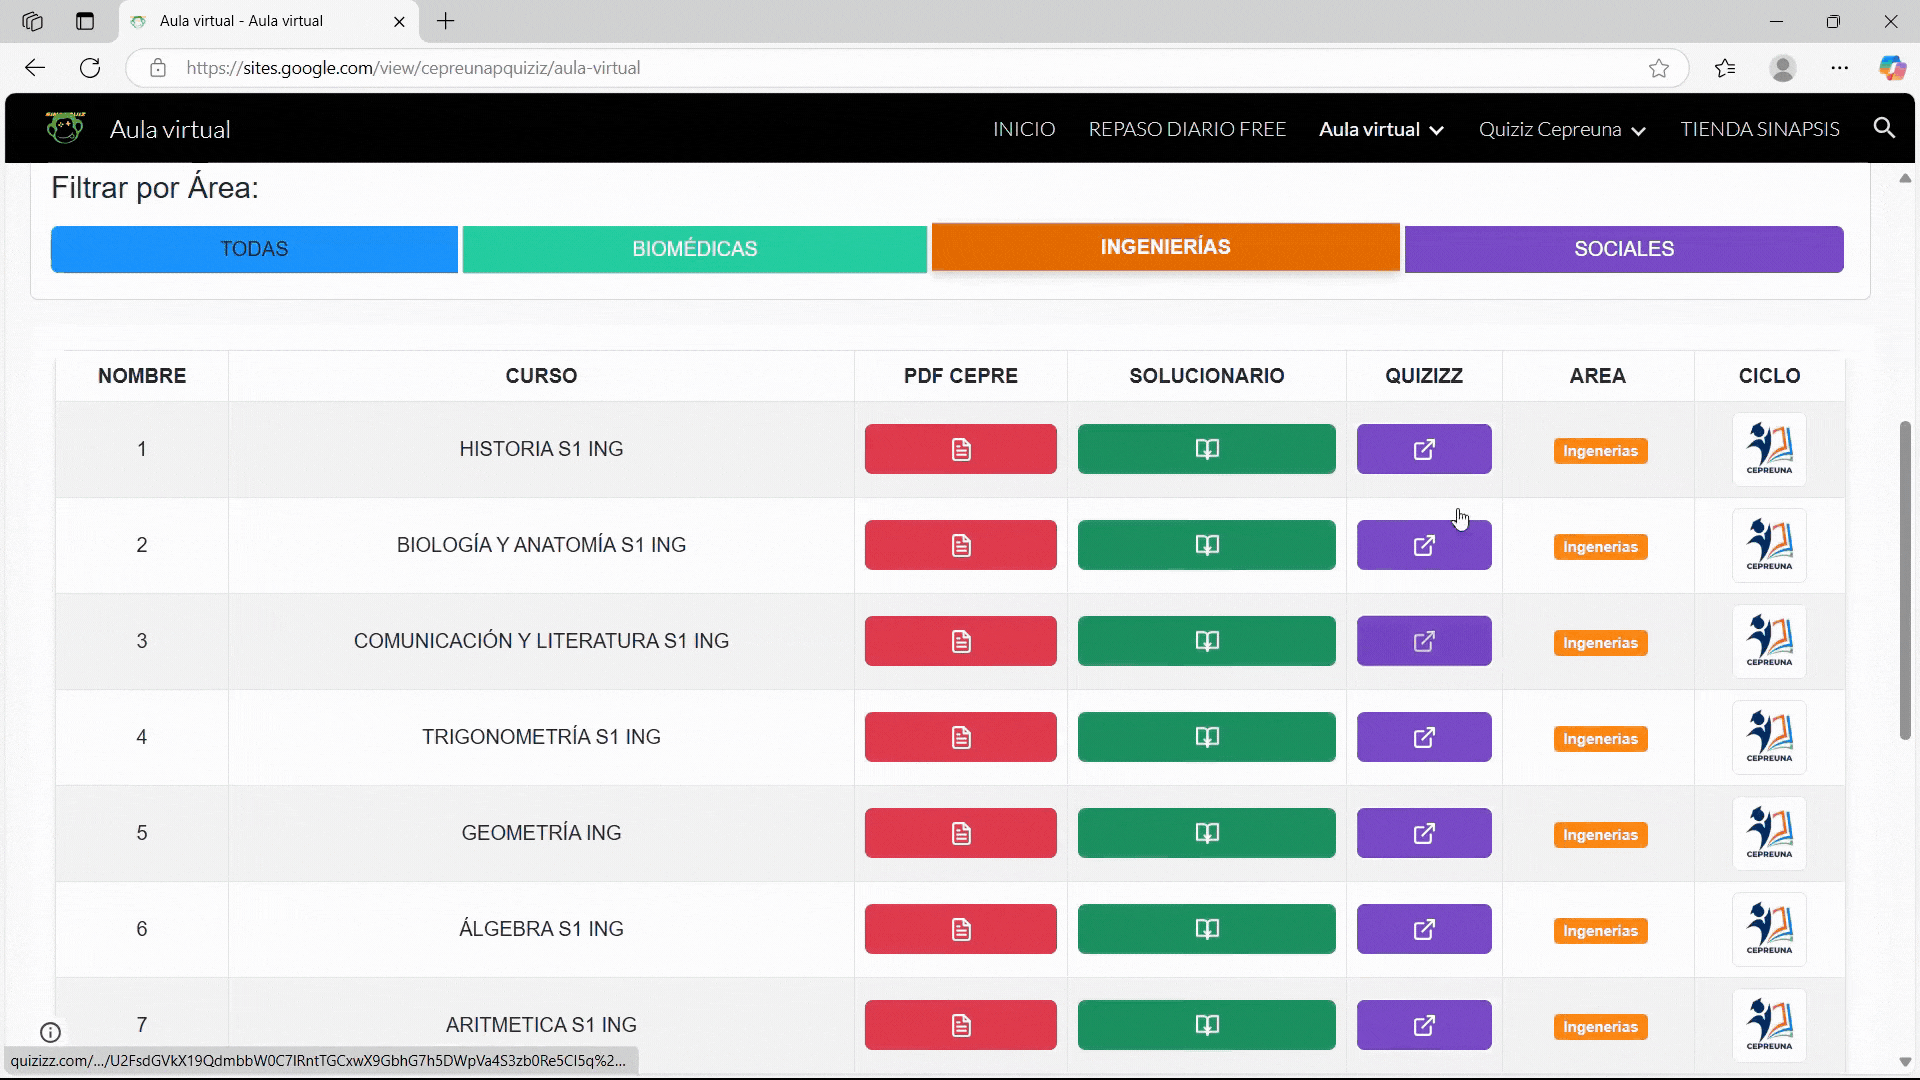 Aula virtual - Aula virtual
https://sites.google.com/view/cepreunapquiziz/aula-virtual
Aula virtual
INICIO
REPASO DIARIO FREE
Aula virtual
Quiziz Cepreuna
TIENDA SINAPSIS
Filtrar por Área:
TODAS
BIOMÉDICAS
INGENIERÍAS
SOCIALES
NOMBRE CURSO PDF CEPRE SOLUCIONARIO QUIZIZZ AREA CICLO
1 HISTORIA S1 ING Ingenerias CEPREUNA
2 BIOLOGÍA Y ANATOMÍA S1 ING Ingenerias CEPREUNA
3 COMUNICACIÓN Y LITERATURA S1 ING Ingenerias CEPREUNA
4 TRIGONOMETRÍA S1 ING Ingenerias CEPREUNA
5 GEOMETRÍA ING Ingenerias CEPREUNA
6 ÁLGEBRA S1 ING Ingenerias CEPREUNA
7 ARITMETICA S1 ING Ingenerias CEPREUNA